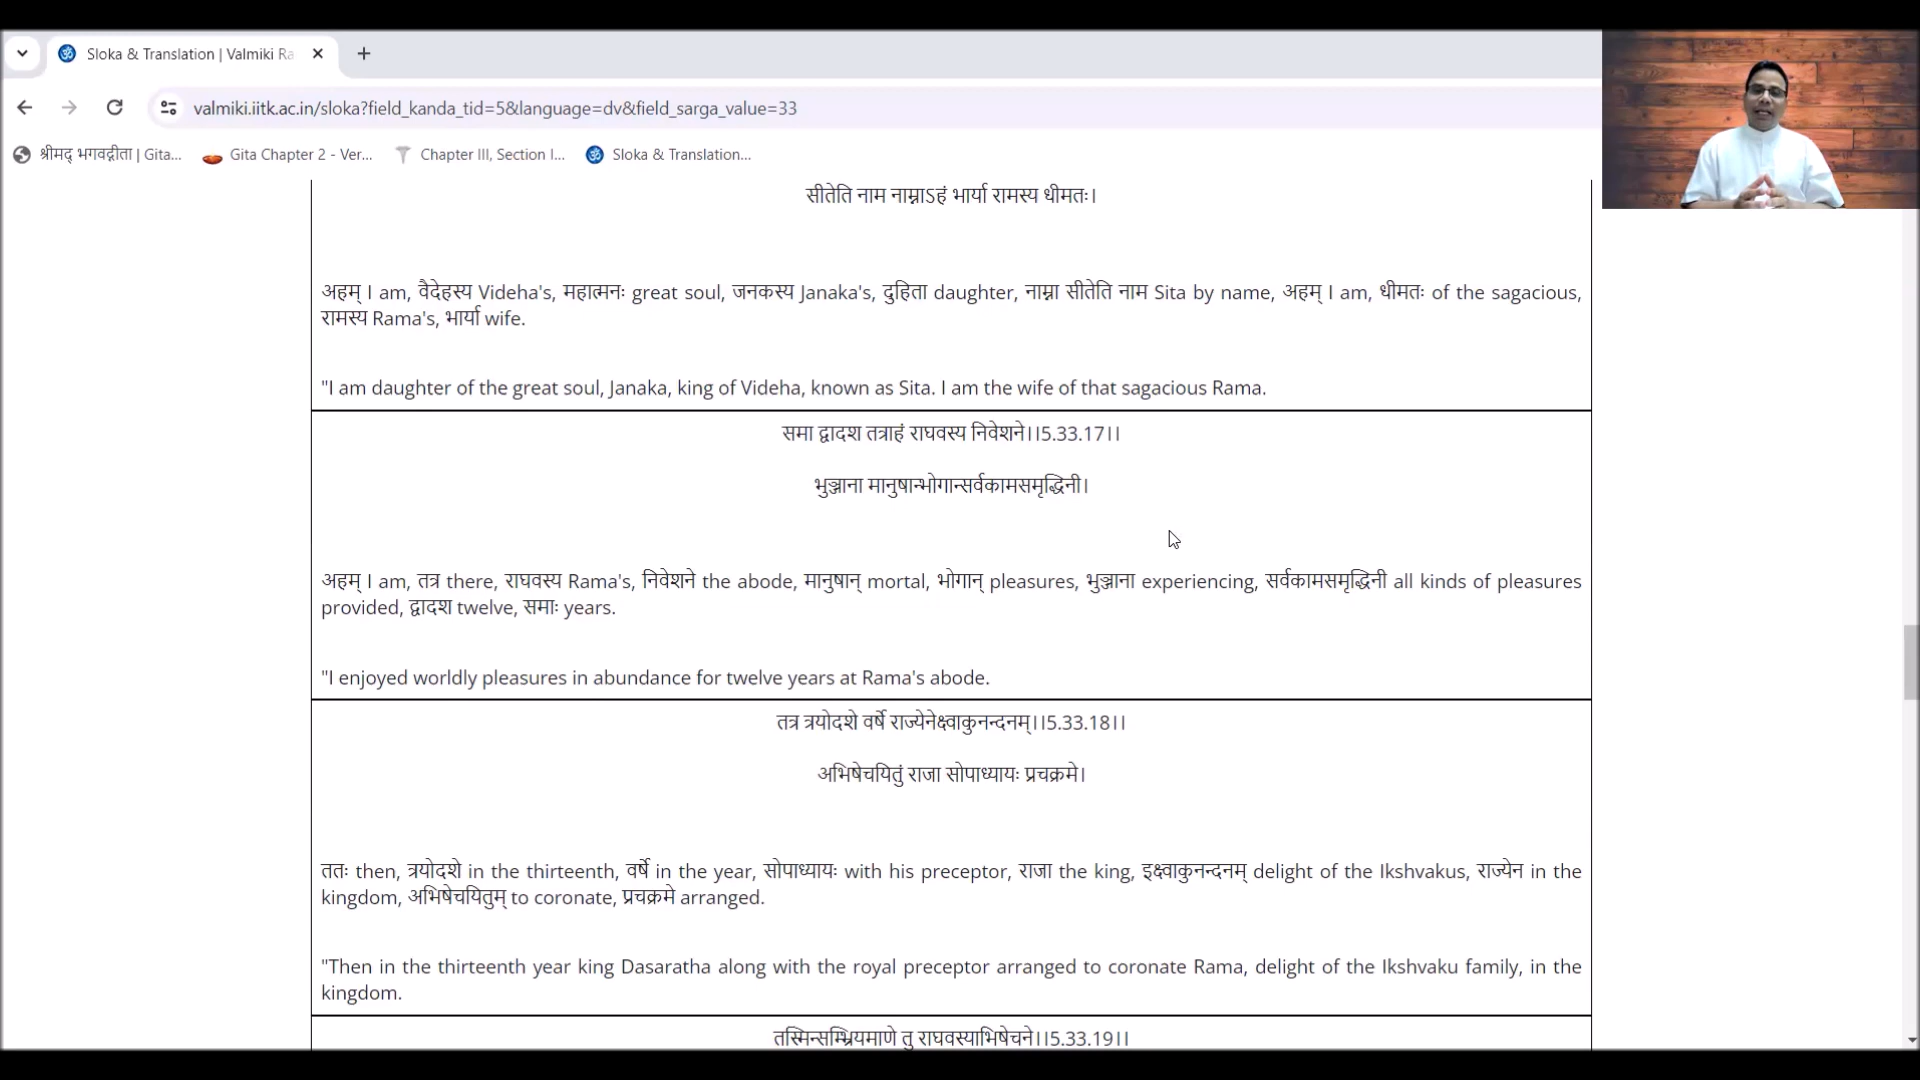 Sloka & Translation | Valmiki Ra
valmiki.iitk.ac.in/sloka?field_kanda_tid=5&language=dv&field_sarga_value=33
श्रीमद् भगवद्गीता | Gita...
Gita Chapter 2 - Ver...
Chapter III, Section I...
Sloka & Translation...
सीतेति नाम नाम्नाऽहं भार्या रामस्य धीमतः।
अहम् I am, वैदेहस्य Videha's, महात्मनः great soul, जनकस्य Janaka's, दुहिता daughter, नाम्ना सीतेति नाम Sita by name, अहम् I am, धीमतः of the sagacious,
रामस्य Rama's, भार्या wife.
"I am daughter of the great soul, Janaka, king of Videha, known as Sita. I am the wife of that sagacious Rama.
समा द्वादश तत्राहं राघवस्य निवेशने।।5.33.17।।
भुञ्जाना मानुषान्भोगान्सर्वकामसमृद्धिनी।
अहम् I am, तत्र there, राघवस्य Rama's, निवेशने the abode, मानुषान् mortal, भोगान् pleasures, भुञ्जाना experiencing, सर्वकामसमृद्धिनी all kinds of pleasures
provided, द्वादश twelve, समाः years.
"I enjoyed worldly pleasures in abundance for twelve years at Rama's abode.
तत्र त्रयोदशे वर्षे राज्येनेक्ष्वाकुनन्दनम्।।5.33.18।।
अभिषेचयितुं राजा सोपाध्यायः प्रचक्रमे।
ततः then, त्रयोदशे in the thirteenth, वर्षे in the year, सोपाध्यायः with his preceptor, राजा the king, इक्ष्वाकुनन्दनम् delight of the Ikshvakus, राज्येन in the
kingdom, अभिषेचयितुम् to coronate, प्रचक्रमे arranged.
"Then in the thirteenth year king Dasaratha along with the royal preceptor arranged to coronate Rama, delight of the Ikshvaku family, in the
kingdom.
तस्मिन्सम्भ्रियमाणे तु राघवस्याभिषेचने।।5.33.19।।